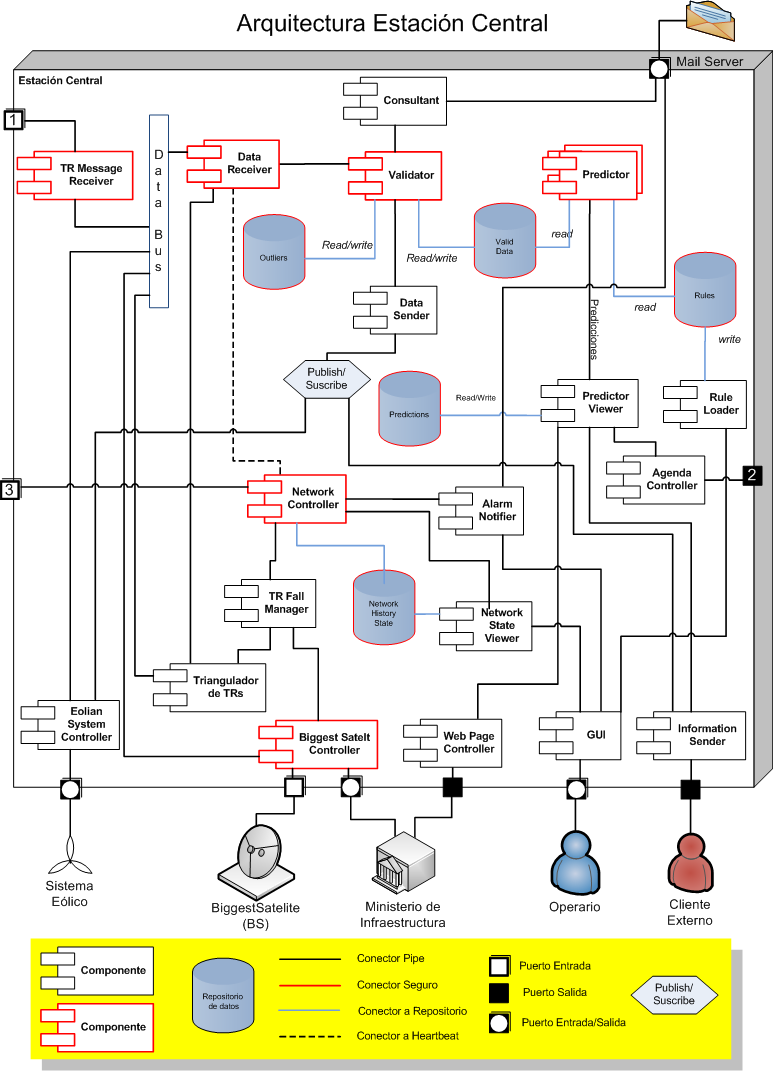 Arquitectura Estación Central
Mail Server
Estación Central
1
Consultant
TR Message
Receiver
Data Bus
Data
Receiver
Validator
Predictor
Outliers
Read/write
Read/write
Valid
Data
read
Rules
read
write
Data
Sender
Predicciones
Publish/
Suscribe
Predictions
Read/Write
Predictor
Viewer
Rule
Loader
Agenda
Controller
2
3
Network
Controller
Alarm
Notifier
TR Fall
Manager
Network
History
State
Network
State
Viewer
Triangulador
de TRs
Eolian
System
Controller
Biggest Satelt
Controller
Web Page
Controller
GUI
Information
Sender
Sistema
Eólico
BiggestSatelite
(BS)
Ministerio de
Infraestructura
Operario
Cliente
Externo
Componente
Componente
Repositorio
de datos
Conector Pipe
Conector Seguro
Conector a Repositorio
Conector a Heartbeat
Puerto Entrada
Puerto Salida
Puerto Entrada/Salida
Publish/
Suscribe